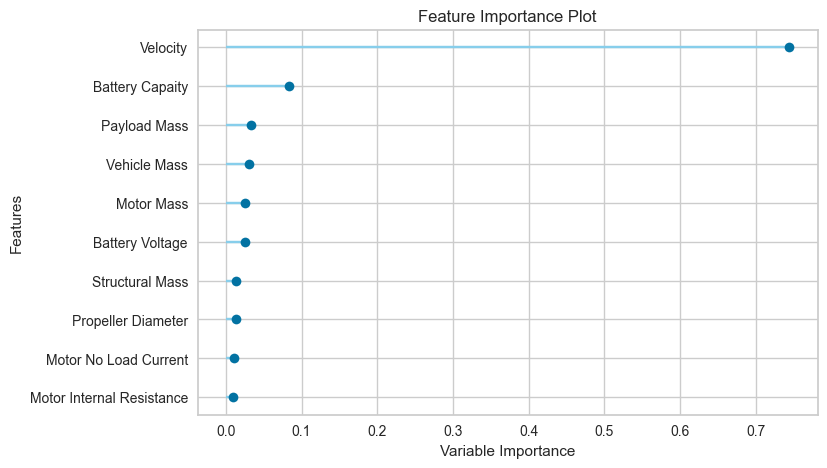 Feature Importance Plot
Velocity
Battery Capaity
Payload Mass
Vehicle Mass
Motor Mass
Battery Voltage
Structural Mass
Propeller Diameter
Motor No Load Current
Motor Internal Resistance
Features
0.0 0.1 0.2 0.3 0.4 0.5 0.6 0.7
Variable Importance